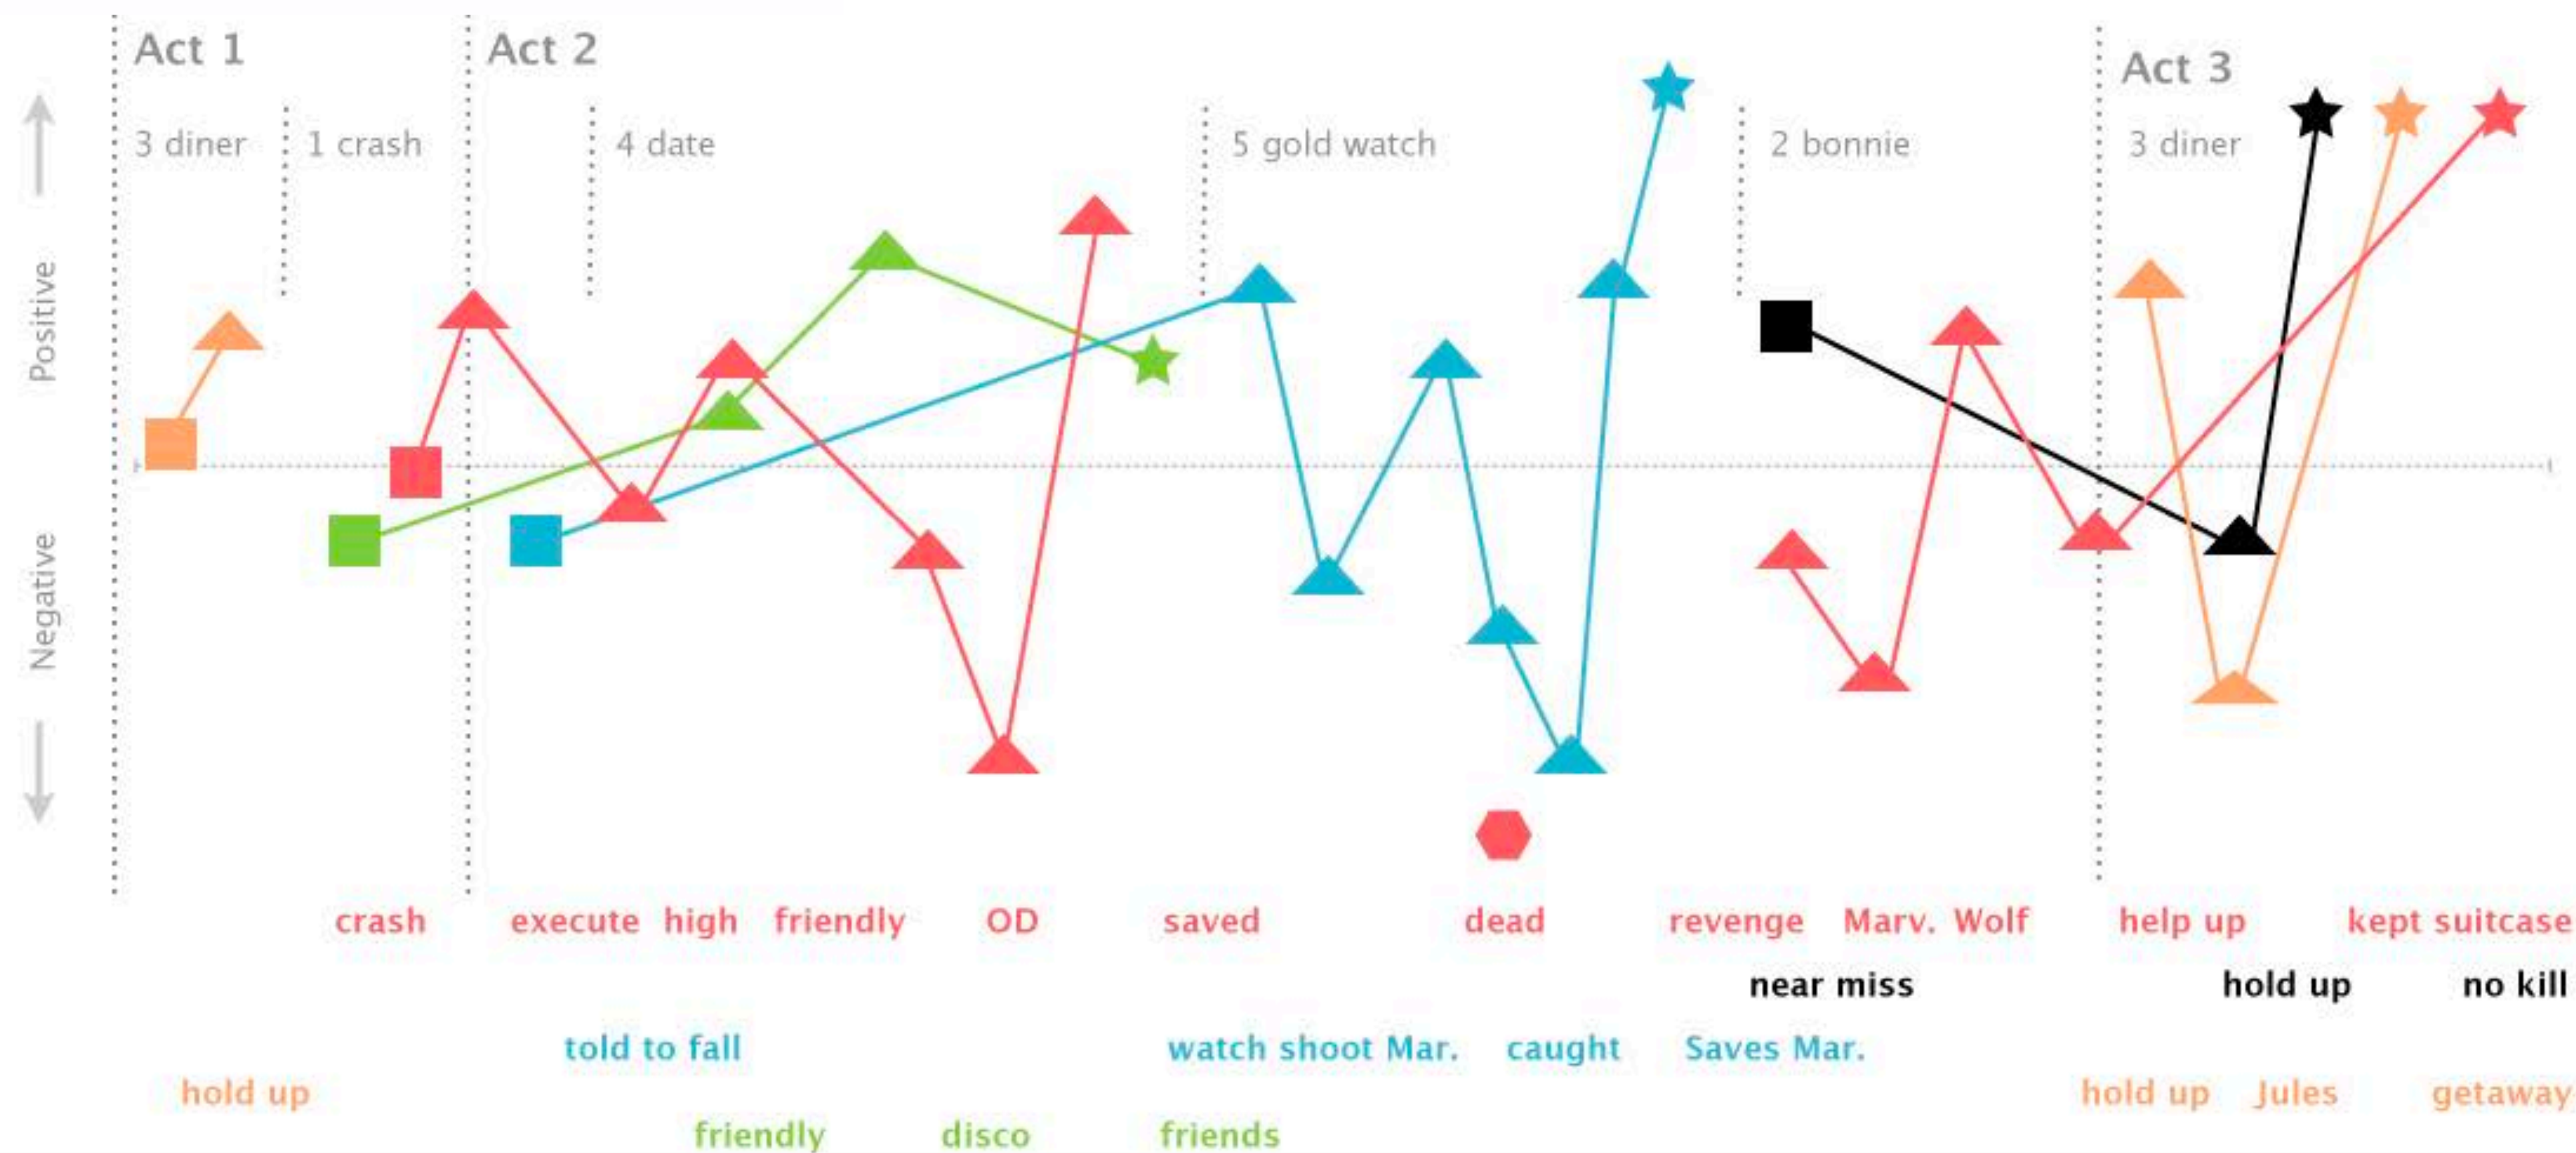 Act 1
Act 2
Act 3
3 diner
1 crash
4 date
5 gold watch
2 bonnie
3 diner
Positive
Negative
crash execute high friendly OD saved dead revenge Marv. Wolf help up kept suitcase
near miss hold up no kill
told to fall watch shoot Mar. caught Saves Mar.
hold up hold up Jules getaway
friendly disco friends